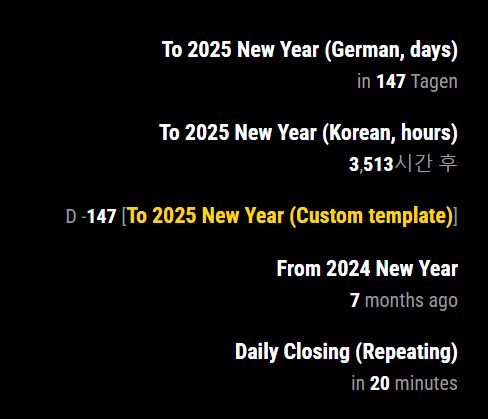 To 2025 New Year (German, days)
in 147 Tagen
To 2025 New Year (Korean, hours)
3,513시간 후
D -147 [To 2025 New Year (Custom template)]
From 2024 New Year
7 months ago
Daily Closing (Repeating)
in 20 minutes